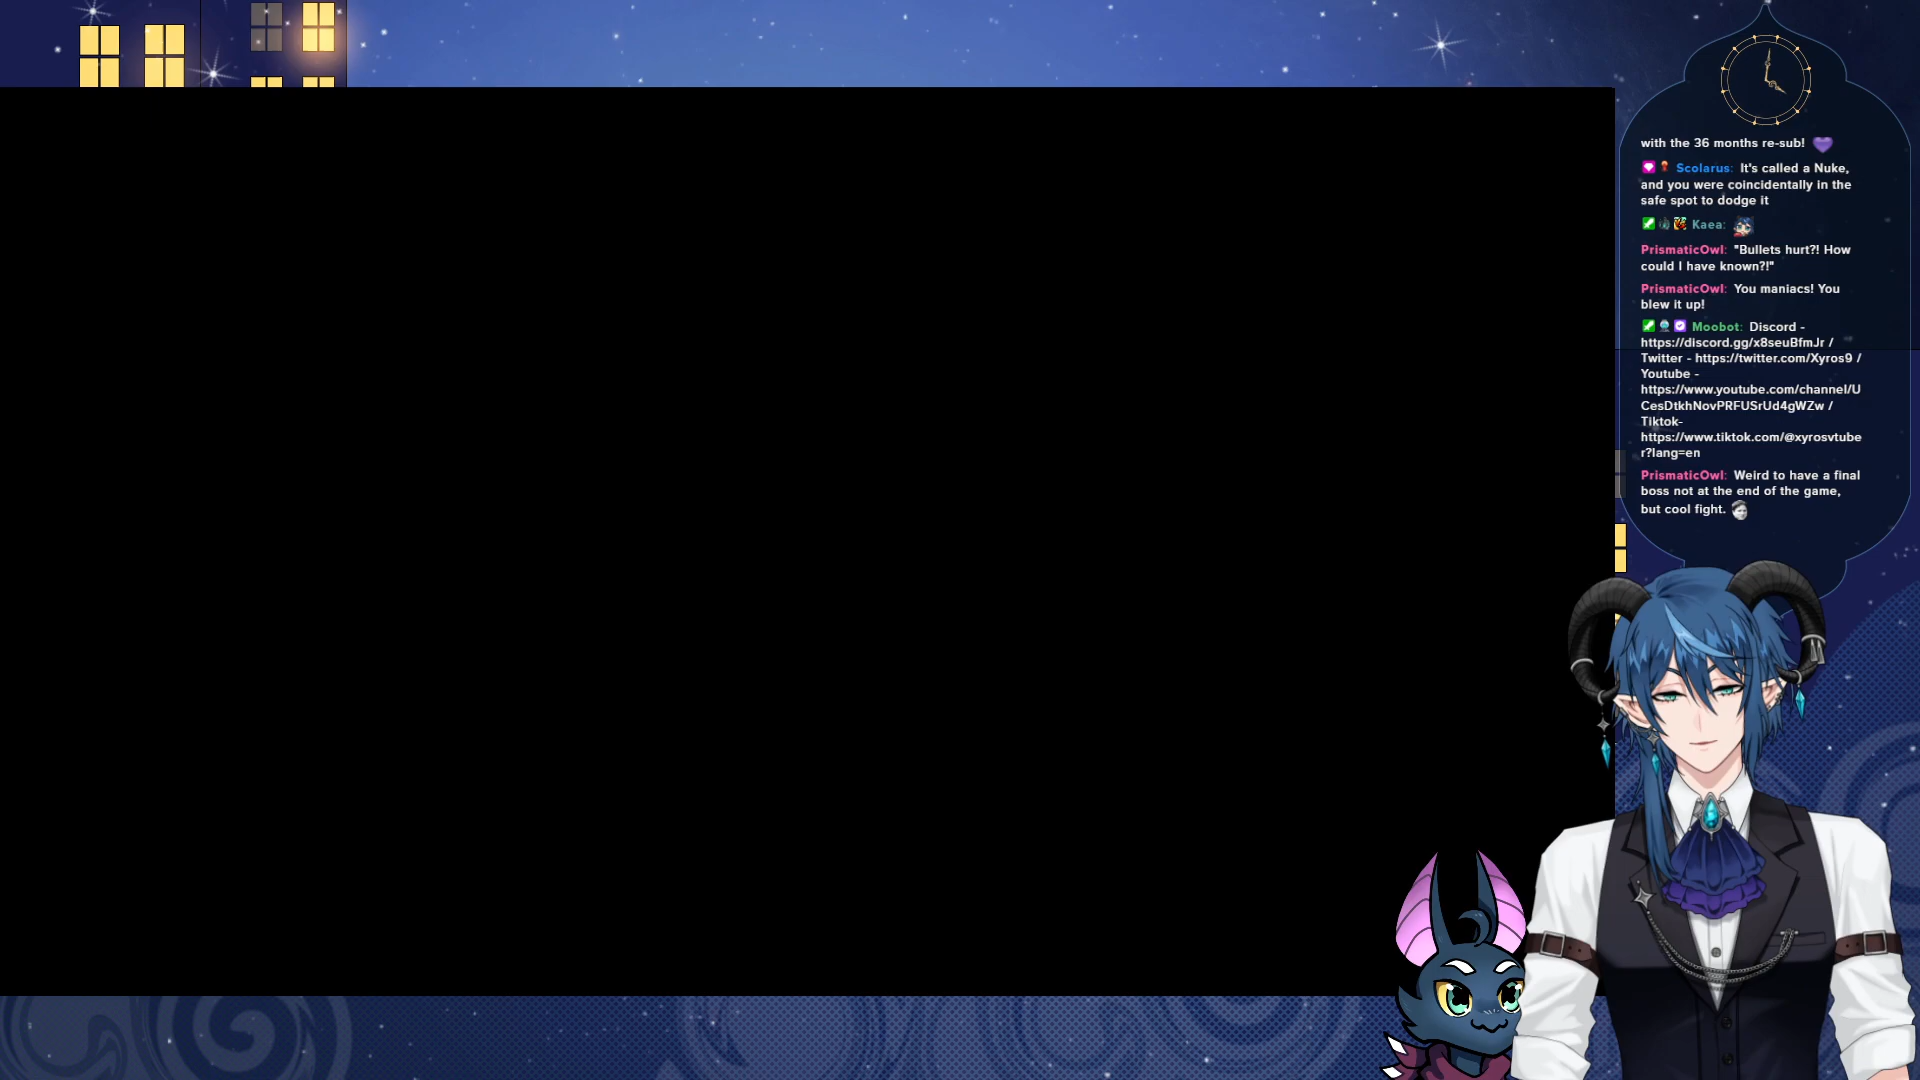 with the 36 months re-sub!
Scolarus: It's called a Nuke,
and you were coincidentally in the
safe spot to dodge it
Kaea:
PrismaticOwl: "Bullets hurt?! How
could I have known?!"
PrismaticOwl: You maniacs! You
blew it up!
Moobot: Discord -
https://discord.gg/x8seuBfmJr /
Twitter - https://twitter.com/Xyros9 /
Youtube -
https://www.youtube.com/channel/U
CesDtkhNovPRFUSrUd4gWZw /
Tiktok-
https://www.tiktok.com/@xyrosvtube
r?lang=en
PrismaticOwl: Weird to have a final
boss not at the end of the game,
but cool fight.